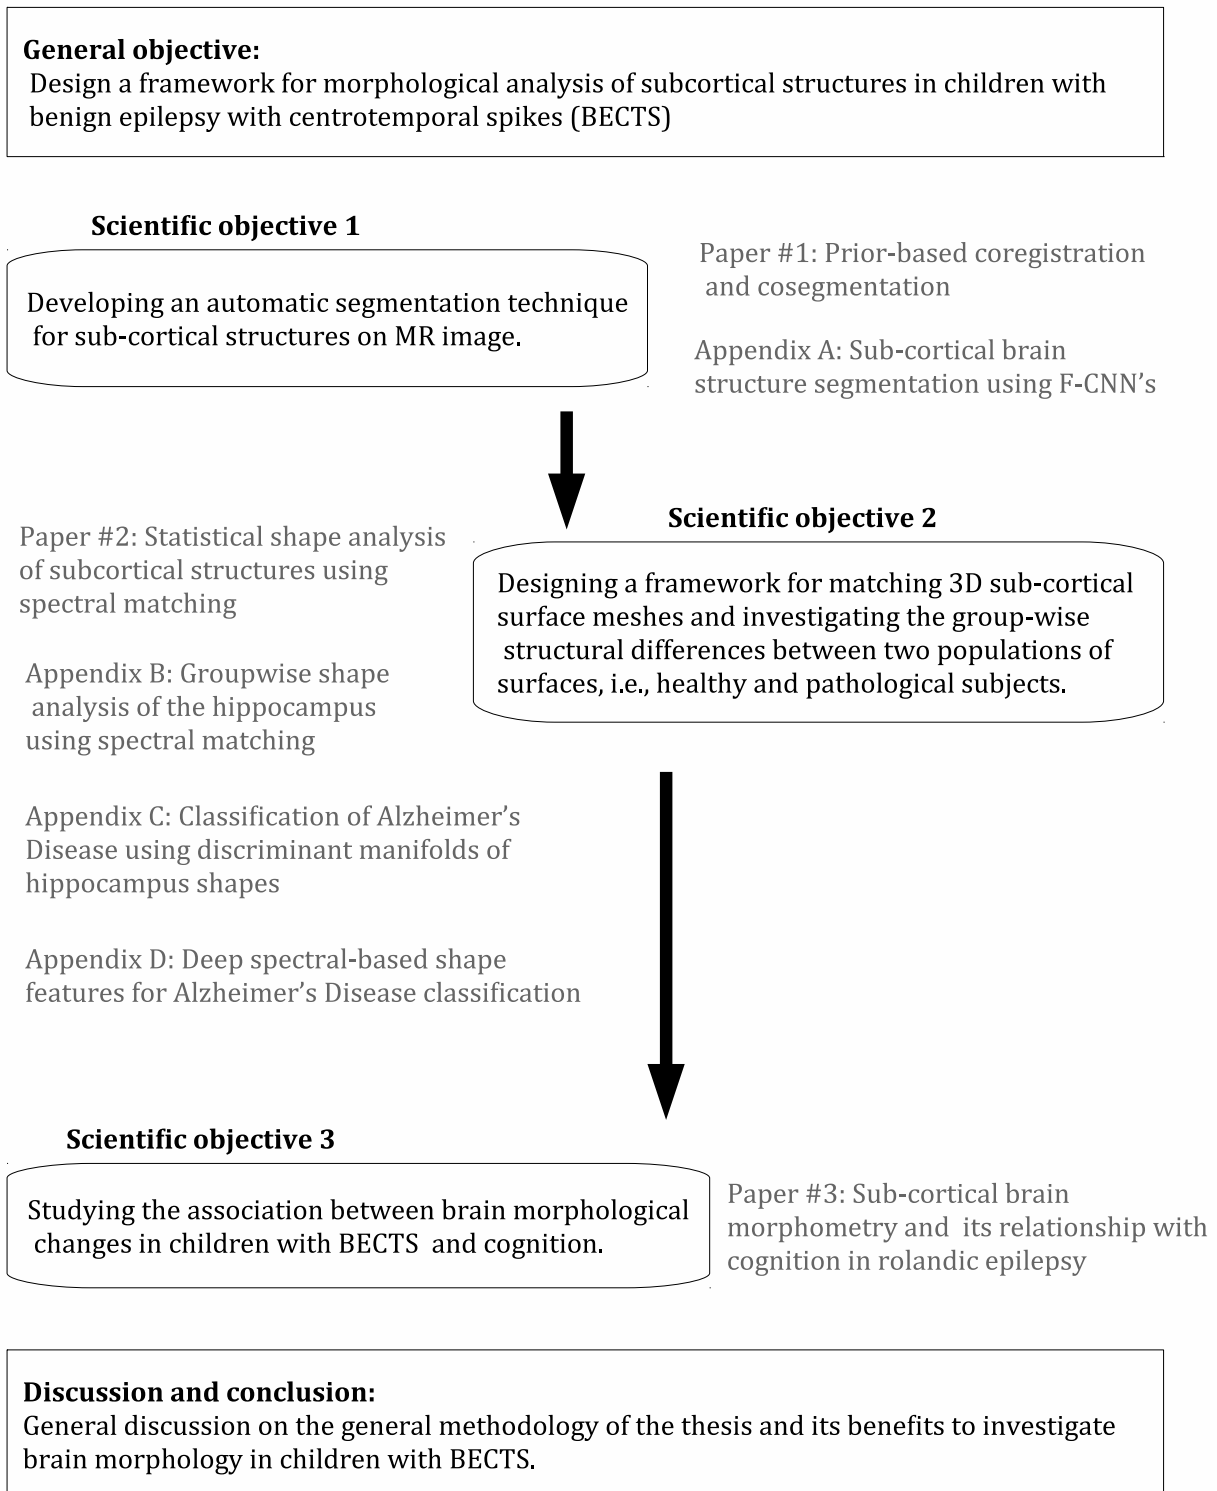 General objective:
Design a framework for morphological analysis of subcortical structures in children with
benign epilepsy with centrotemporal spikes (BECTS)
Scientific objective 1
Developing an automatic segmentation technique
for sub-cortical structures on MR image.
Paper #1: Prior-based coregistration
and cosegmentation
Appendix A: Sub-cortical brain
structure segmentation using F-CNN’s
Scientific objective 2
Designing a framework for matching 3D sub-cortical
surface meshes and investigating the group-wise
structural differences between two populations of
surfaces, i.e., healthy and pathological subjects.
Paper #2: Statistical shape analysis
of subcortical structures using
spectral matching
Appendix B: Groupwise shape
analysis of the hippocampus
using spectral matching
Appendix C: Classification of Alzheimer’s
Disease using discriminant manifolds of
hippocampus shapes
Appendix D: Deep spectral-based shape
features for Alzheimer’s Disease classification
Scientific objective 3
Studying the association between brain morphological
changes in children with BECTS and cognition.
Paper #3: Sub-cortical brain
morphometry and its relationship with
cognition in rolandic epilepsy
Discussion and conclusion:
General discussion on the general methodology of the thesis and its benefits to investigate
brain morphology in children with BECTS.